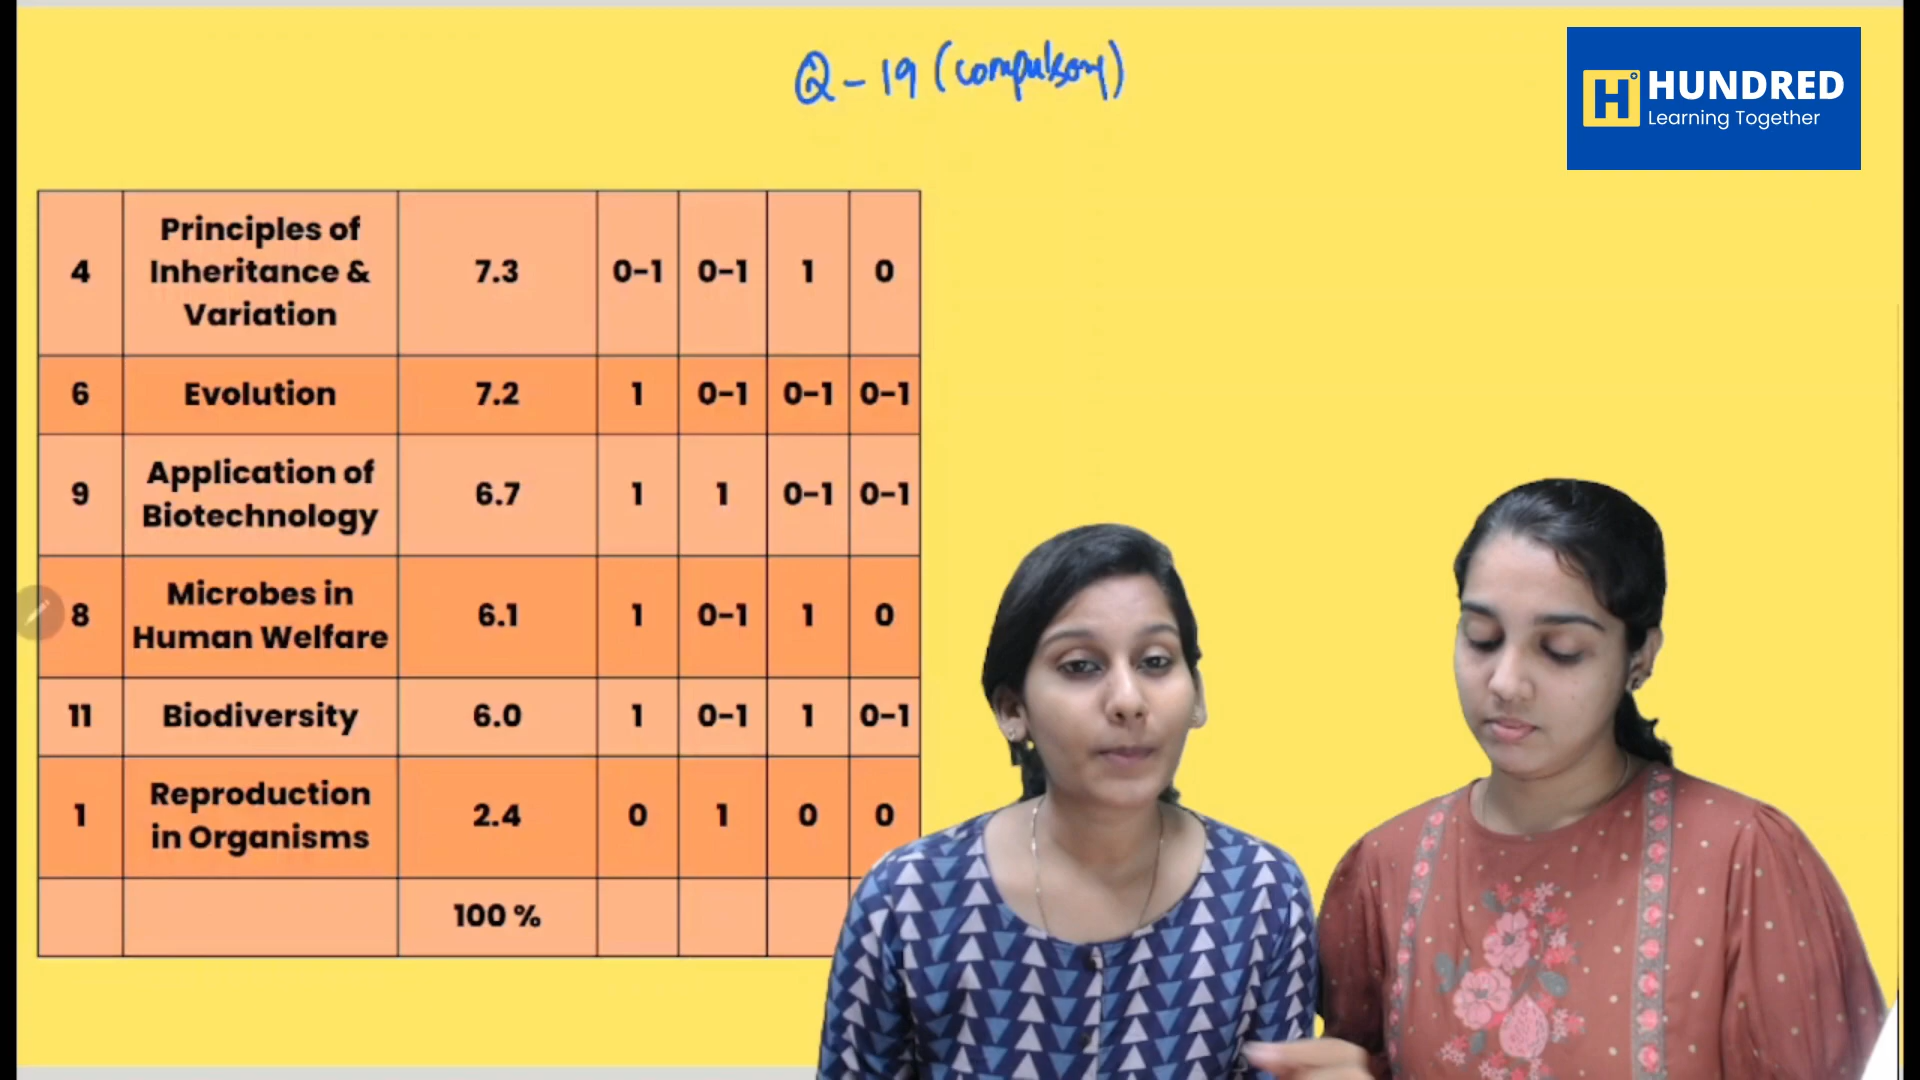 Q - 19 (compulsory)
HUNDRED
Learning Together
4 Principles of Inheritance & Variation 7.3 0-1 0-1 1 0
6 Evolution 7.2 1 0-1 0-1 0-1
9 Application of Biotechnology 6.7 1 1 0-1 0-1
8 Microbes in Human Welfare 6.1 1 0-1 1 0
11 Biodiversity 6.0 1 0-1 1 0-1
1 Reproduction in Organisms 2.4 0 1 0 0
100 %